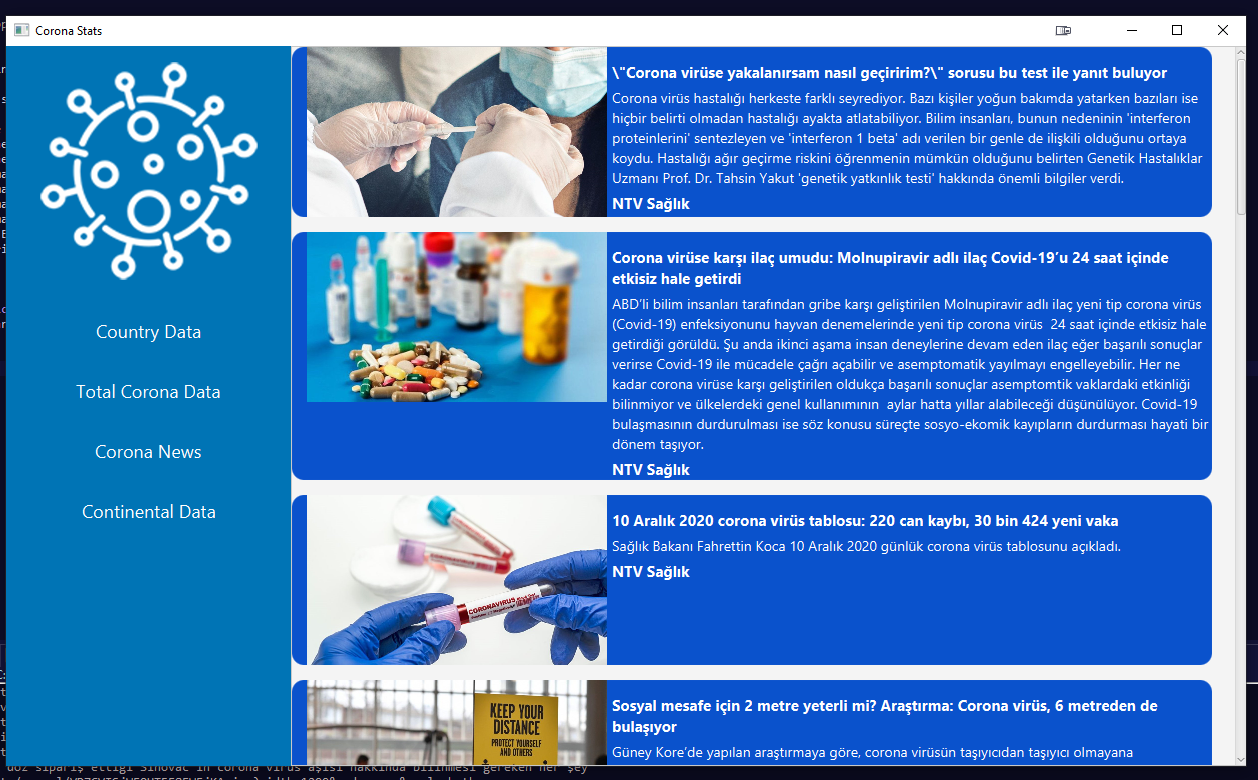 Corona Stats
Country Data
Total Corona Data
Corona News
Continental Data
\"Corona virüse yakalanırsam nasıl geçiririm?\" sorusu bu test ile yanıt buluyor
Corona virüs hastalığı herkeste farklı seyrediyor. Bazı kişiler yoğun bakımda yatarken bazıları ise
hiçbir belirti olmadan hastalığı ayakta atlatabiliyor. Bilim insanları, bunun nedeninin 'interferon
proteinlerini' sentezleyen ve 'interferon 1 beta' adı verilen bir genle de ilişkili olduğunu ortaya
koydu. Hastalığı ağır geçirme riskini öğrenmenin mümkün olduğunu belirten Genetik Hastalıklar
Uzmanı Prof. Dr. Tahsin Yakut 'genetik yatkınlık testi' hakkında önemli bilgiler verdi.
NTV Sağlık
Corona virüse karşı ilaç umudu: Molnupiravir adlı ilaç Covid-19’u 24 saat içinde
etkisiz hale getirdi
ABD’li bilim insanları tarafından gribe karşı geliştirilen Molnupiravir adlı ilaç yeni tip corona virüs
(Covid-19) enfeksiyonunu hayvan denemelerinde yeni tip corona virüs  24 saat içinde etkisiz hale
getirdiği görüldü. Şu anda ikinci aşama insan deneylerine devam eden ilaç eğer başarılı sonuçlar
verirse Covid-19 ile mücadele çağrı açabilir ve asemptomatik yayılmayı engelleyebilir. Her ne
kadar corona virüse karşı geliştirilen oldukça başarılı sonuçlar asemptomtik vaklardaki etkinliği
bilinmiyor ve ülkelerdeki genel kullanımının  aylar hatta yıllar alabileceği düşünülüyor. Covid-19
bulaşmasının durdurulması ise söz konusu süreçte sosyo-ekomik kayıpların durdurması hayati bir
dönem taşıyor.
NTV Sağlık
CORONAVIRUS
10 Aralık 2020 corona virüs tablosu: 220 can kaybı, 30 bin 424 yeni vaka
Sağlık Bakanı Fahrettin Koca 10 Aralık 2020 günlük corona virüs tablosunu açıkladı.
NTV Sağlık
KEEP YOUR
DISTANCE
PROTECT YOURSELF
AND OTHERS
Sosyal mesafe için 2 metre yeterli mi? Araştırma: Corona virüs, 6 metreden de
bulaşıyor
Güney Kore’de yapılan araştırmaya göre, corona virüsün taşıyıcıdan taşıyıcı olmayana